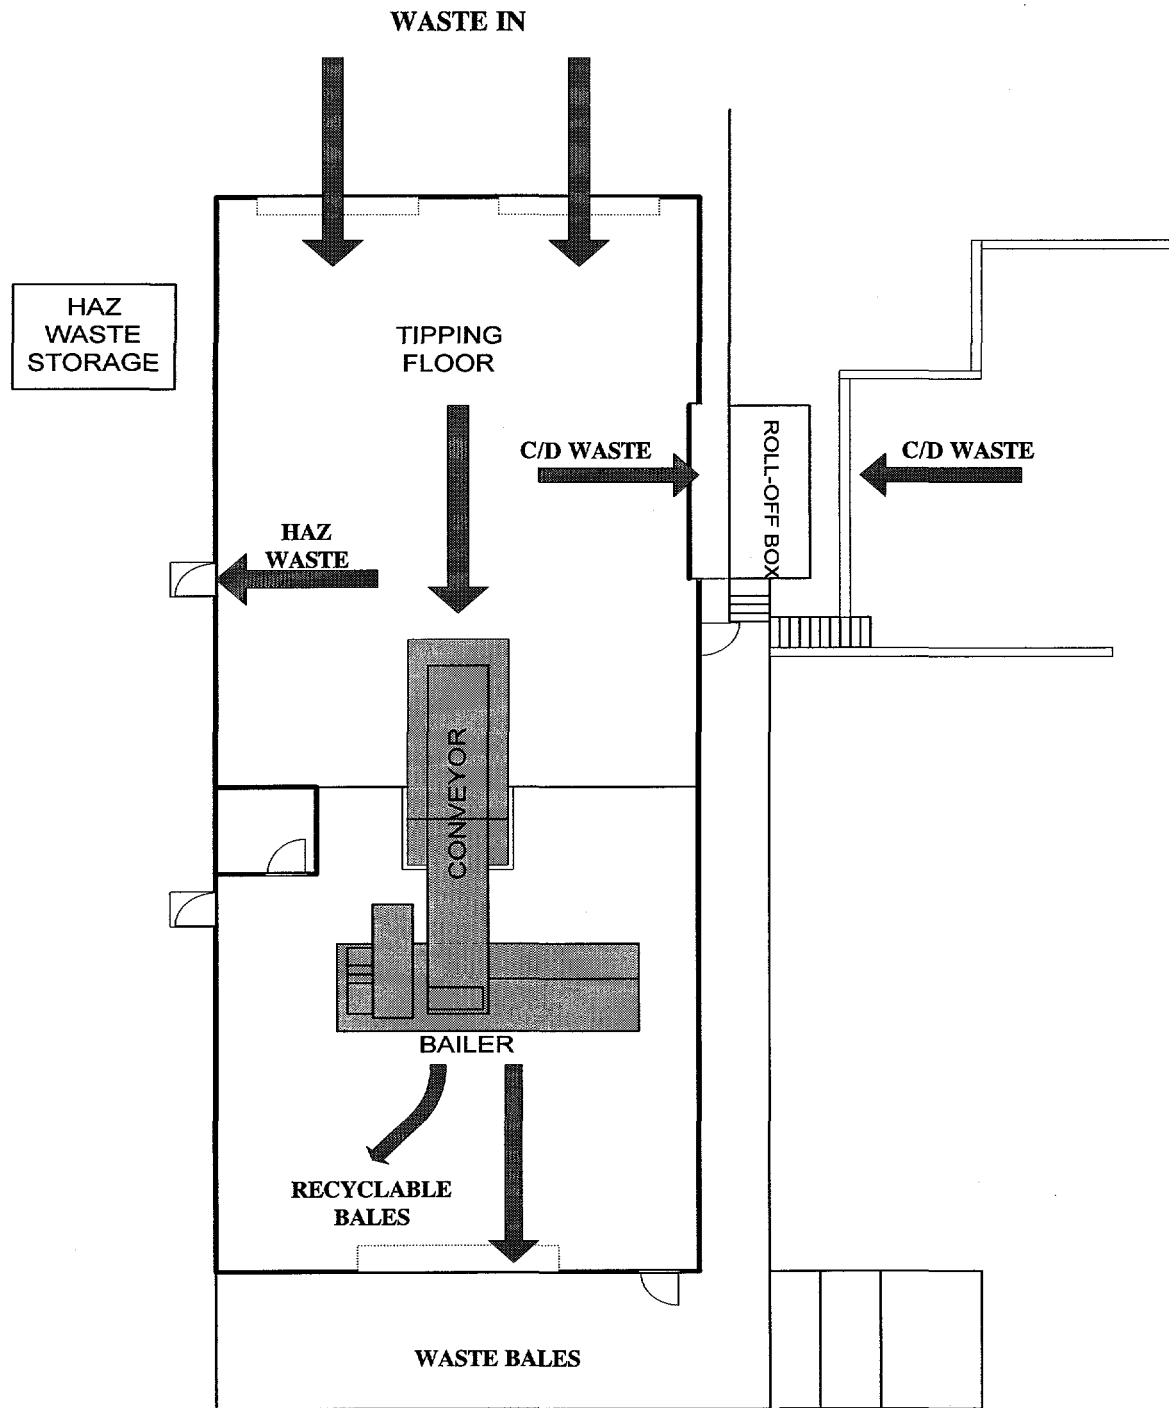 WASTE IN
HAZ
WASTE
STORAGE
TIPPING
FLOOR
C/D WASTE
ROLL-OFF BOX
C/D WASTE
HAZ
WASTE
CONVEYOR
BAILER
RECYCLABLE
BALES
WASTE BALES